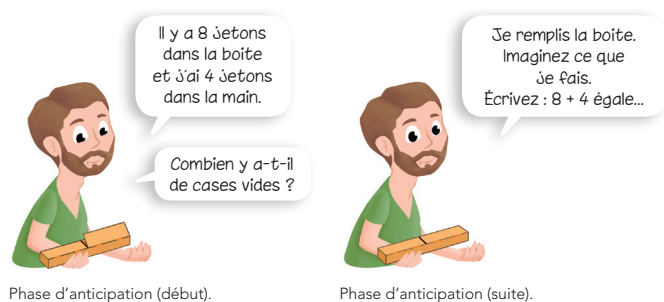 Il y a 8 jetons
dans la boite
et j'ai 4 jetons
dans la main.
Combien y a-t-il
de cases vides ?
Phase d'anticipation (début).
Je remplis la boite.
Imaginez ce que
je fais.
Écrivez : 8 + 4 égale...
Phase d'anticipation (suite).